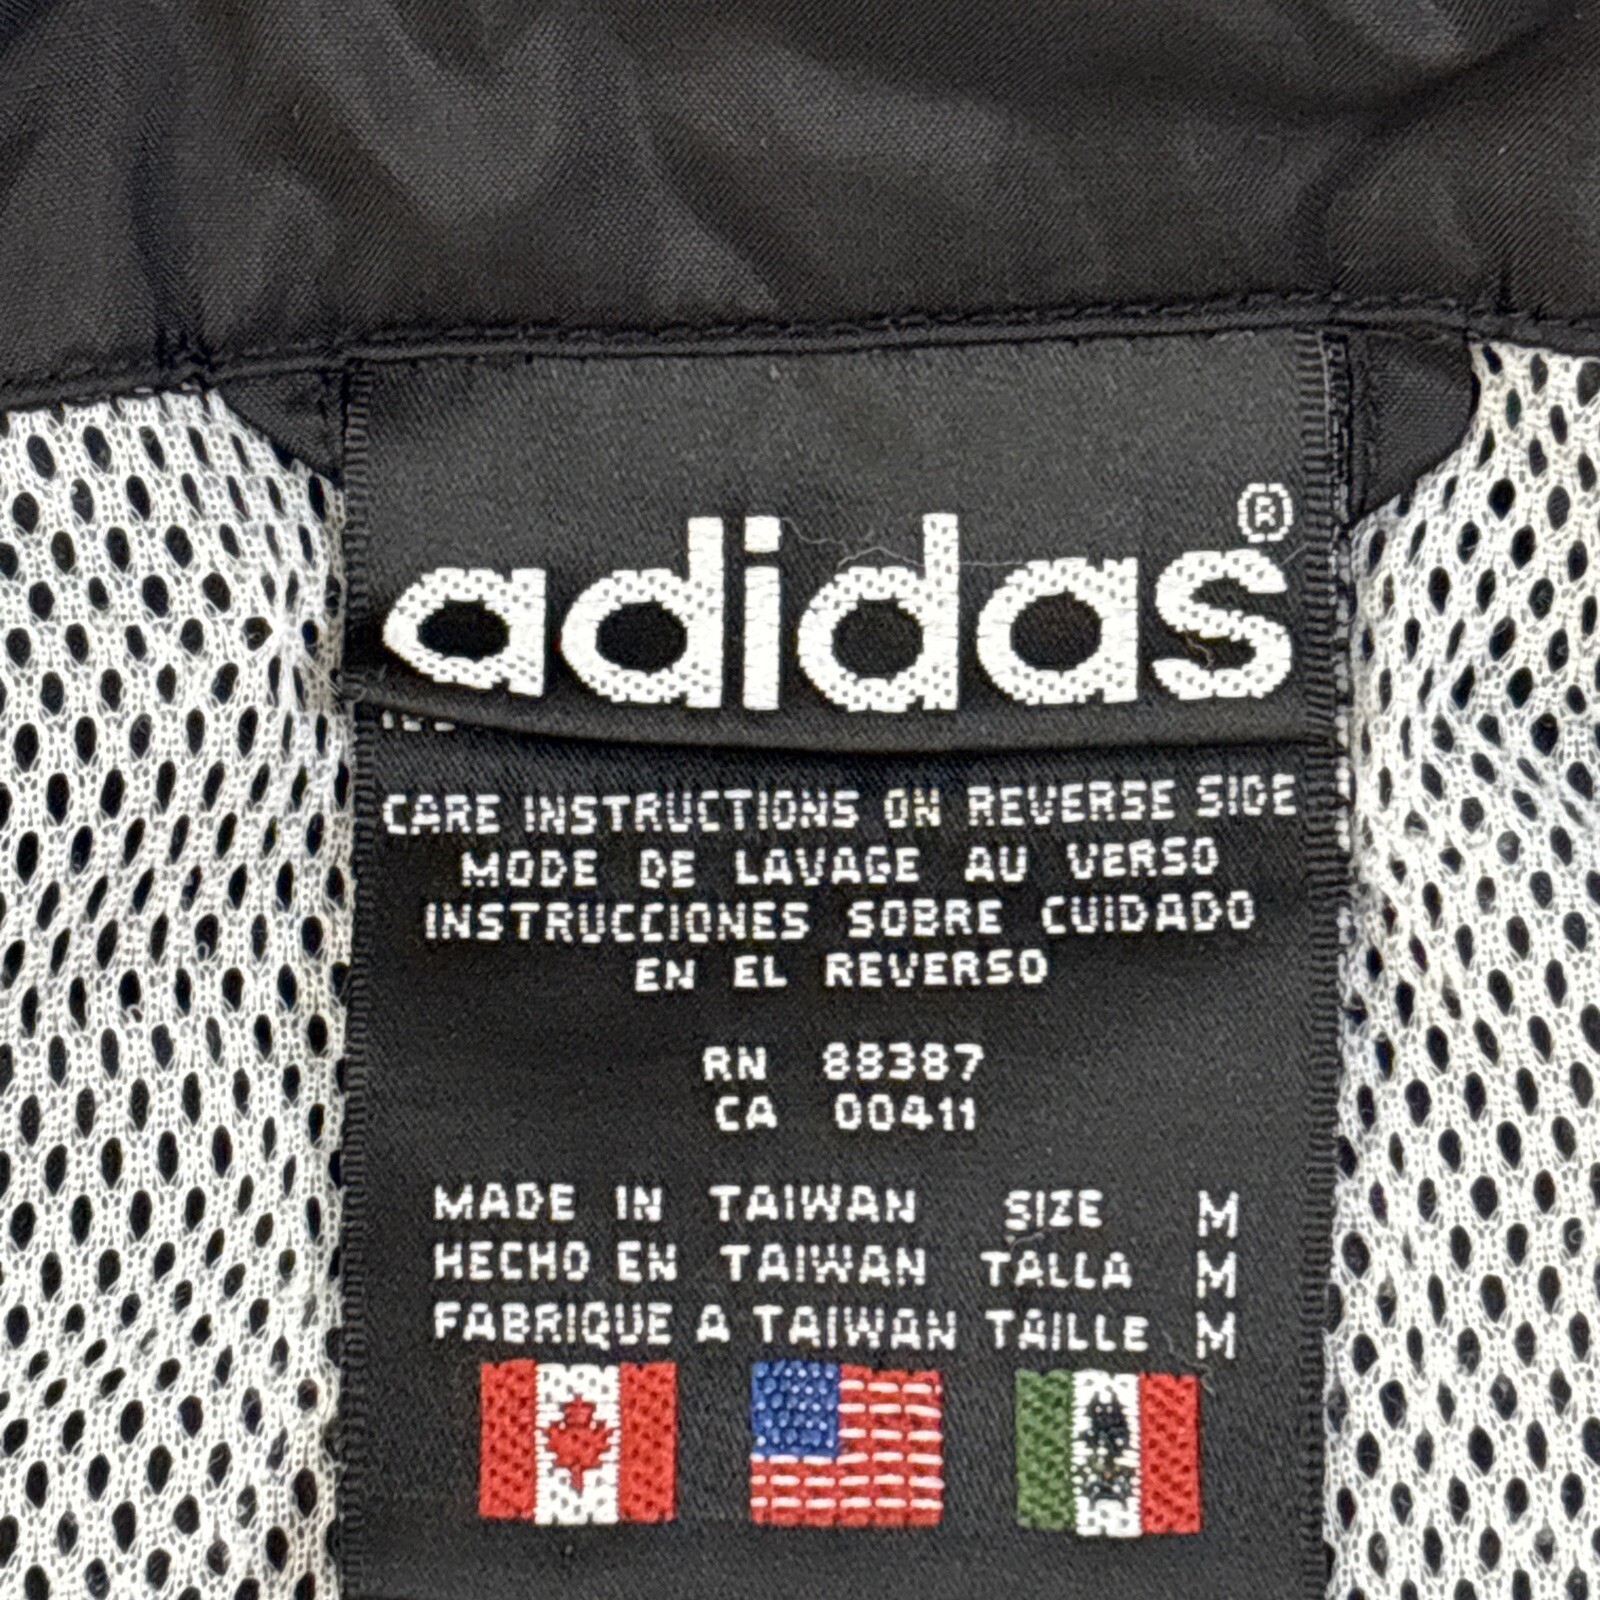 adidas®
CARE INSTRUCTIONS ON REVERSE SIDE
MODE DE LAVAGE AU VERSO
INSTRUCCIONES SOBRE CUIDADO
EN EL REVERSO
RN 88387
CA 00411
MADE IN TAIWAN SIZE M
HECHO EN TAIWAN TALLA M
FABRIQUE A TAIWAN TAILLE M